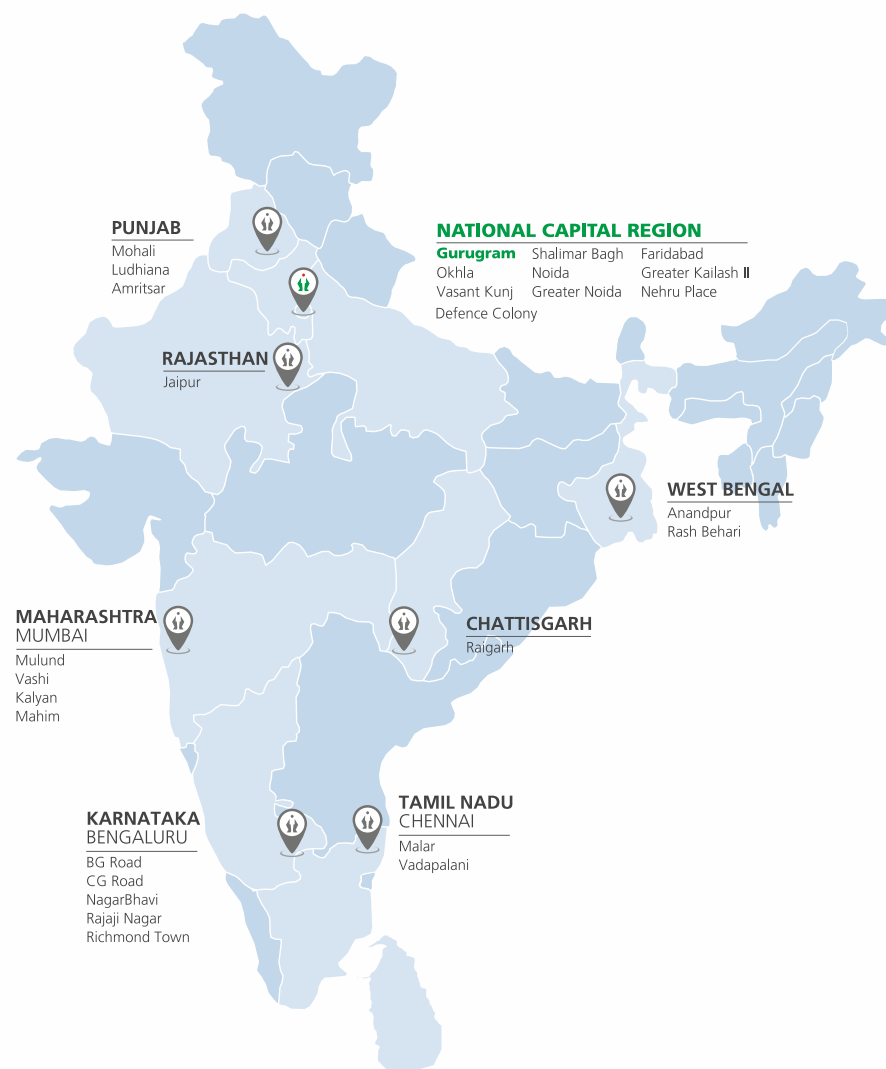 PUNJAB
Mohali
Ludhiana
Amritsar
NATIONAL CAPITAL REGION
Gurugram Shalimar Bagh Faridabad
Okhla Noida Greater Kailash II
Vasant Kunj Greater Noida Nehru Place
Defence Colony
RAJASTHAN
Jaipur
WEST BENGAL
Anandpur
Rash Behari
MAHARASHTRA
MUMBAI
Mulund
Vashi
Kalyan
Mahim
CHATTISGARH
Raigarh
KARNATAKA
BENGALURU
BG Road
CG Road
NagarBhavi
Rajaji Nagar
Richmond Town
TAMIL NADU
CHENNAI
Malar
Vadapalani